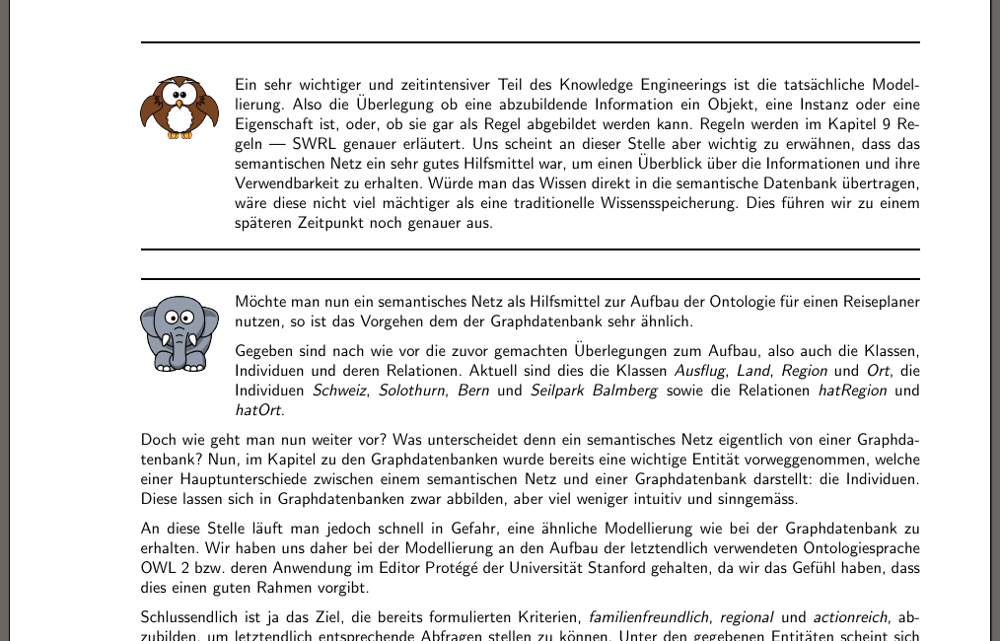 Ein sehr wichtiger und zeitintensiver Teil des Knowledge Engineerings ist die tatsächliche Model-
lierung. Also die Überlegung ob eine abzubildende Information ein Objekt, eine Instanz oder eine
Eigenschaft ist, oder, ob sie gar als Regel abgebildet werden kann. Regeln werden im Kapitel 9 Re-
geln — SWRL genauer erläutert. Uns scheint an dieser Stelle aber wichtig zu erwähnen, dass das
semantischen Netz ein sehr gutes Hilfsmittel war, um einen Überblick über die Informationen und ihre
Verwendbarkeit zu erhalten. Würde man das Wissen direkt in die semantische Datenbank übertragen,
wäre diese nicht viel mächtiger als eine traditionelle Wissensspeicherung. Dies führen wir zu einem
späteren Zeitpunkt noch genauer aus.
Möchte man nun ein semantisches Netz als Hilfsmittel zur Aufbau der Ontologie für einen Reiseplaner
nutzen, so ist das Vorgehen dem der Graphdatenbank sehr ähnlich.
Gegeben sind nach wie vor die zuvor gemachten Überlegungen zum Aufbau, also auch die Klassen,
Individuen und deren Relationen. Aktuell sind dies die Klassen Ausflug, Land, Region und Ort, die
Individuen Schweiz, Solothurn, Bern und Seilpark Balmberg sowie die Relationen hatRegion und
hatOrt.
Doch wie geht man nun weiter vor? Was unterscheidet denn ein semantisches Netz eigentlich von einer Graphda-
tenbank? Nun, im Kapitel zu den Graphdatenbanken wurde bereits eine wichtige Entität vorweggenommen, welche
einer Hauptunterschiede zwischen einem semantischen Netz und einer Graphdatenbank darstellt: die Individuen.
Diese lassen sich in Graphdatenbanken zwar abbilden, aber viel weniger intuitiv und sinngemäss.
An diese Stelle läuft man jedoch schnell in Gefahr, eine ähnliche Modellierung wie bei der Graphdatenbank zu
erhalten. Wir haben uns daher bei der Modellierung an den Aufbau der letztendlich verwendeten Ontologiesprache
OWL 2 bzw. deren Anwendung im Editor Protégé der Universität Stanford gehalten, da wir das Gefühl haben, dass
dies einen guten Rahmen vorgibt.
Schlussendlich ist ja das Ziel, die bereits formulierten Kriterien, familienfreundlich, regional und actionreich, ab-
zubilden, um letztendlich entsprechende Abfragen stellen zu können. Unter den gegebenen Entitäten scheint sich